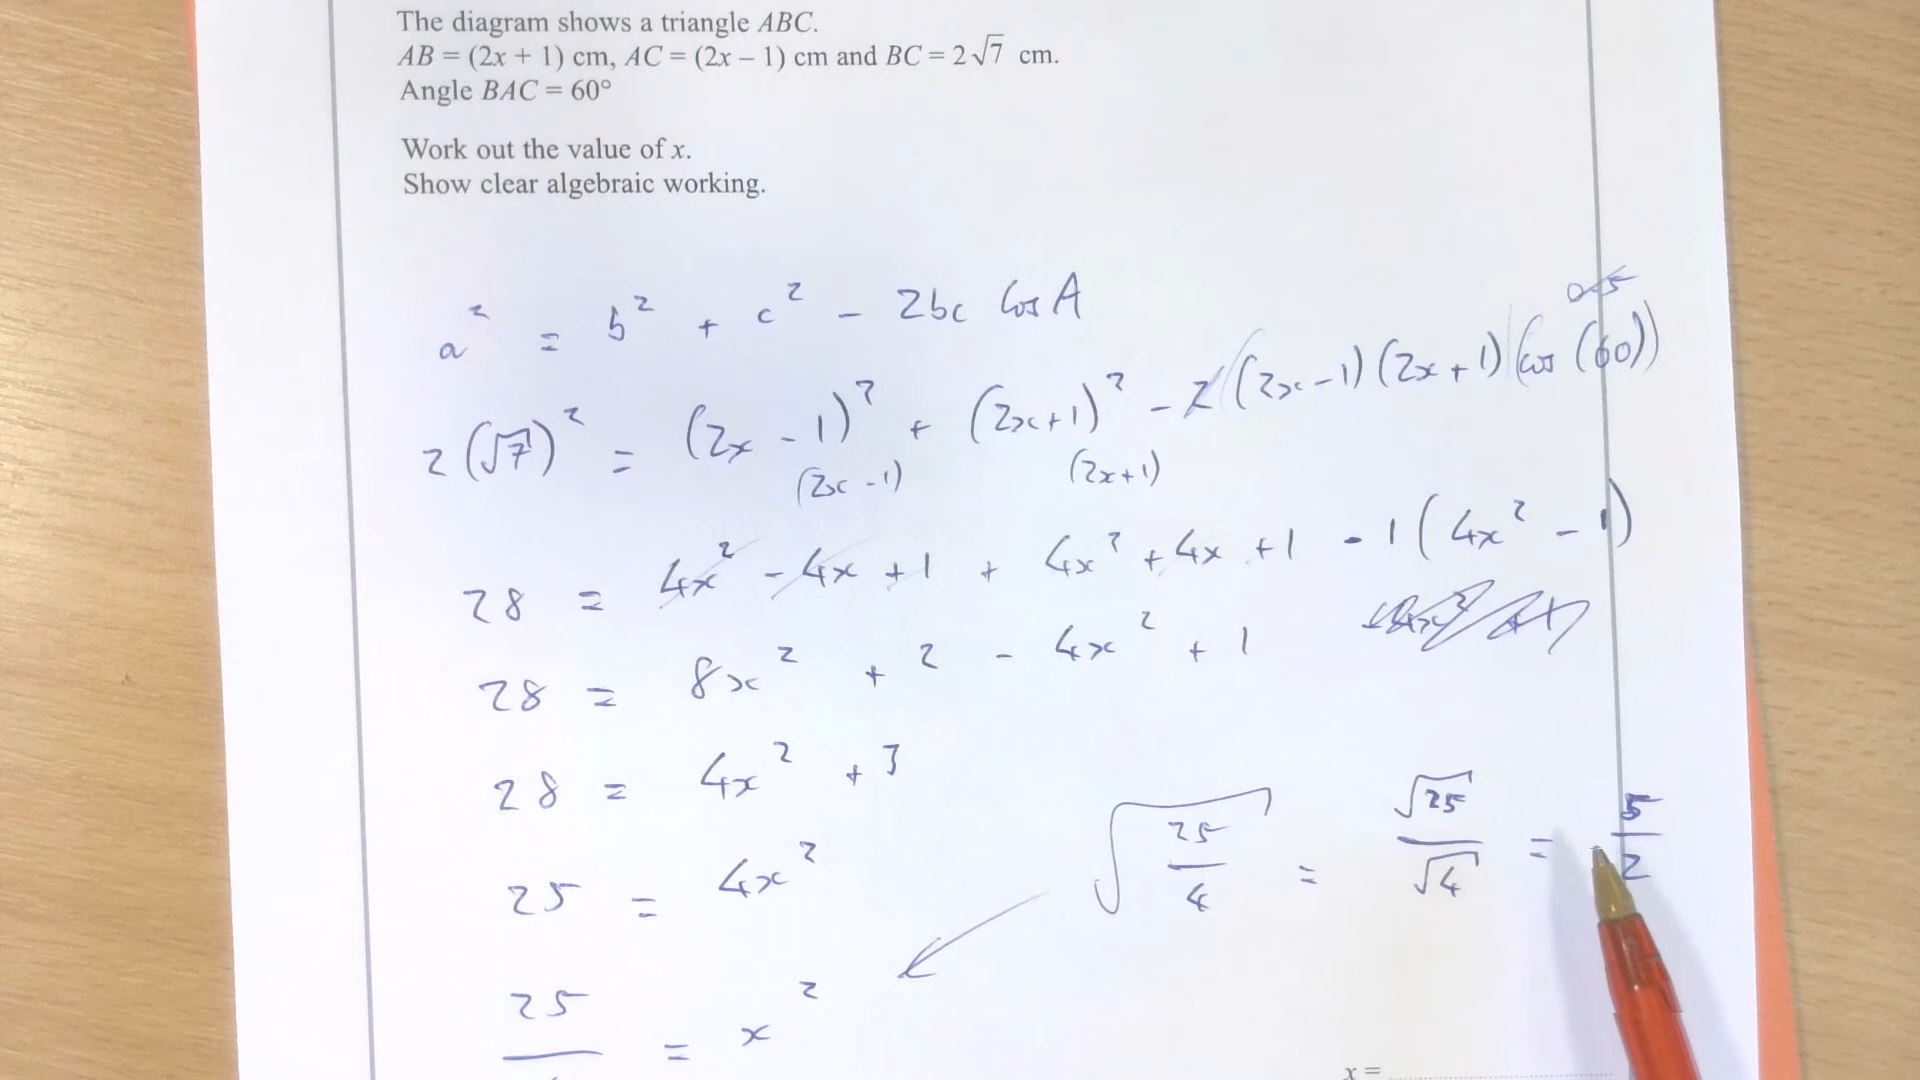 The diagram shows a triangle ABC.
AB = (2x + 1) cm, AC = (2x – 1) cm and BC = 2√7 cm.
Angle BAC = 60°
Work out the value of x.
Show clear algebraic working.
a² = b² + c² - 2bc Cos A
0.5
2(√7)² = (2x - 1)² + (2x+1)² - 2(2x-1)(2x+1)(Cos(60))
(2x - 1) (2x+1)
28 = 4x² - 4x + 1 + 4x² + 4x + 1 - 1(4x² - 1)
28 = 8x² + 2 - 4x² + 1
28 = 4x² + 3
√(25/4) = √25/√4 = 5/2
25 = 4x²
25
= x²
x =